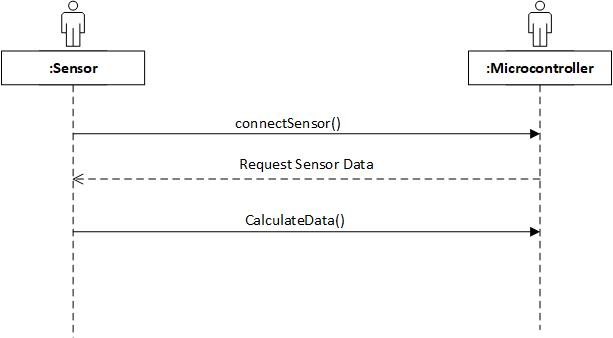 :Sensor
:Microcontroller
connectSensor()
Request Sensor Data
CalculateData()